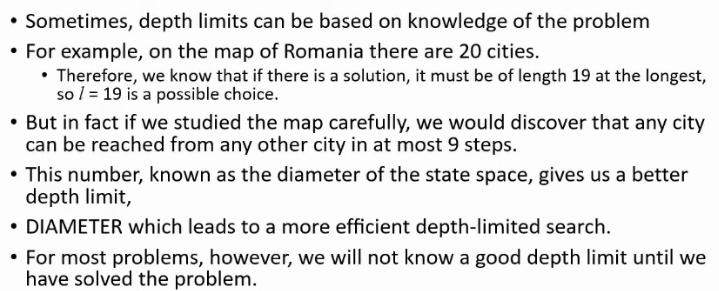 • Sometimes, depth limits can be based on knowledge of the problem
• For example, on the map of Romania there are 20 cities.
• Therefore, we know that if there is a solution, it must be of length 19 at the longest,
so l = 19 is a possible choice.
• But in fact if we studied the map carefully, we would discover that any city
can be reached from any other city in at most 9 steps.
• This number, known as the diameter of the state space, gives us a better
depth limit,
• DIAMETER which leads to a more efficient depth-limited search.
• For most problems, however, we will not know a good depth limit until we
have solved the problem.